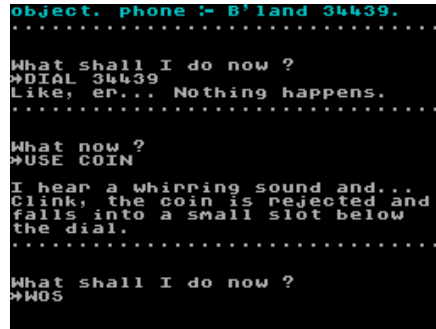 object. phone :- B'land 34439.
..................................
What shall I do now ?
→DIAL 34439
Like, er... Nothing happens.
..................................
What now ?
→USE COIN
I hear a whirring sound and...
Clink, the coin is rejected and
falls into a small slot below
the dial.
..................................
What shall I do now ?
→WOS